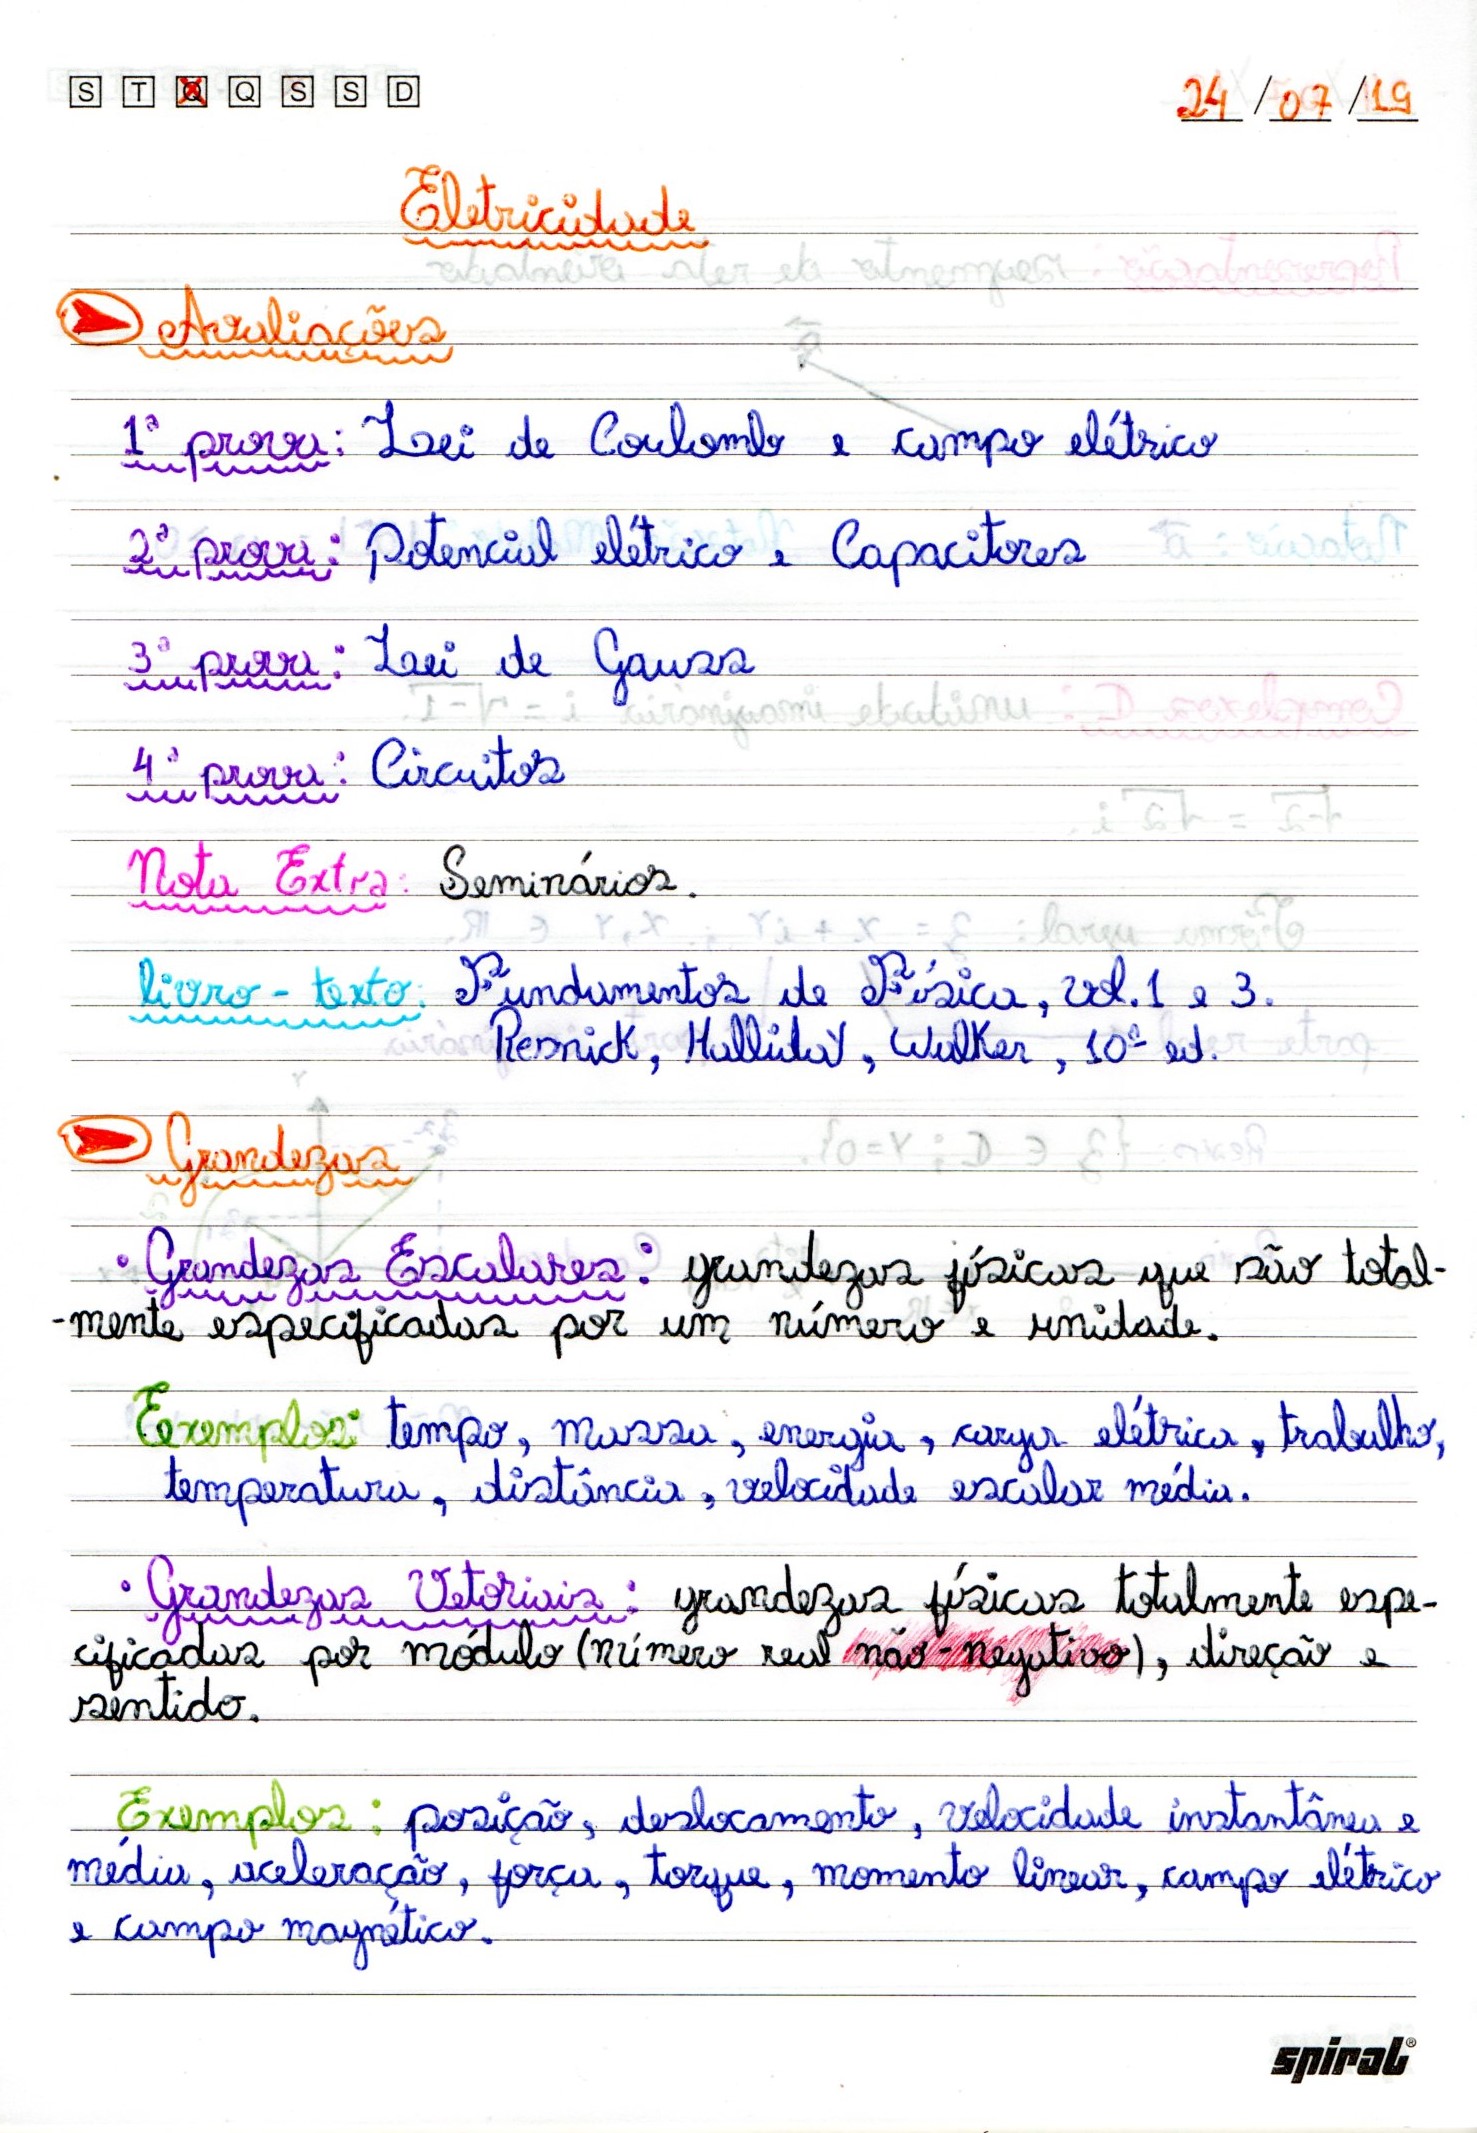 S T Q Q S S D 24/07/19
Eletricidade
Avaliações
1ª prova: Lei de Coulomb e campo elétrico
2ª prova: Potencial elétrico e Capacitores
3ª prova: Lei de Gauss
4ª prova: Circuitos
Nota Extra: Seminários.
livro-texto: Fundamentos de Física, vol. 1 e 3.
Resnick, Halliday, Walker, 10ª ed.
Grandezas
• Grandezas Escalares: grandezas físicas que são total-
-mente especificadas por um número e unidade.
Exemplos: tempo, massa, energia, carga elétrica, trabalho,
temperatura, distância, velocidade escalar média.
• Grandezas Vetoriais: grandezas físicas totalmente espe-
cificadas por módulo (número real não-negativo), direção e
sentido.
Exemplos: posição, deslocamento, velocidade instantânea e
média, aceleração, força, torque, momento linear, campo elétrico
e campo magnético.
spiral®